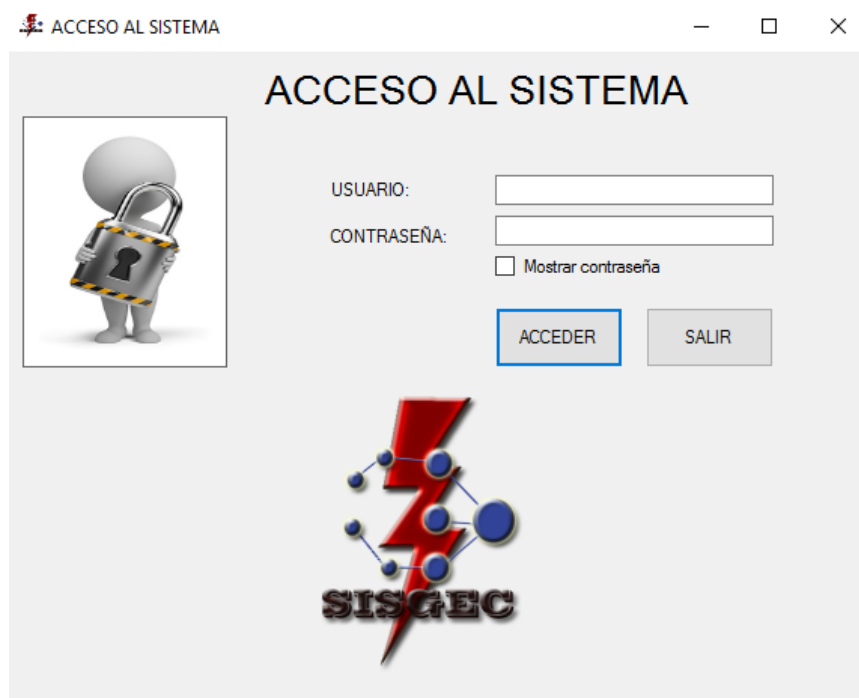 ACCESO AL SISTEMA
ACCESO AL SISTEMA
USUARIO:
CONTRASEÑA:
Mostrar contraseña
ACCEDER SALIR
SISGEC